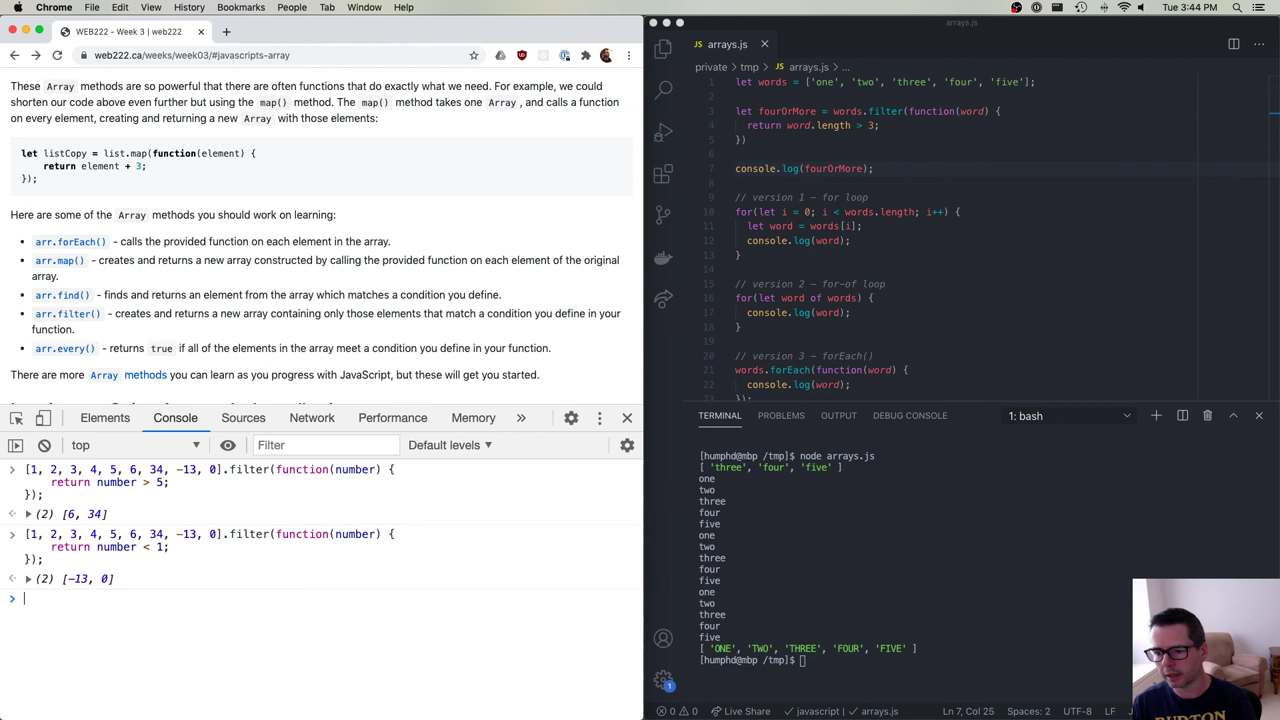 Chrome File Edit View History Bookmarks People Tab Window Help
Tue 3:44 PM
WEB222 - Week 3 | web222
web222.ca/weeks/week03/#javascripts-array
These Array methods are so powerful that there are often functions that do exactly what we need. For example, we could
shorten our code above even further but using the map() method. The map() method takes one Array, and calls a function
on every element, creating and returning a new Array with those elements:
let listCopy = list.map(function(element) {
return element + 3;
});
Here are some of the Array methods you should work on learning:
• arr.forEach() - calls the provided function on each element in the array.
• arr.map() - creates and returns a new array constructed by calling the provided function on each element of the original
array.
• arr.find() - finds and returns an element from the array which matches a condition you define.
• arr.filter() - creates and returns a new array containing only those elements that match a condition you define in your
function.
• arr.every() - returns true if all of the elements in the array meet a condition you define in your function.
There are more Array methods you can learn as you progress with JavaScript, but these will get you started.
Elements Console Sources Network Performance Memory »
top Filter Default levels
> [1, 2, 3, 4, 5, 6, 34, -13, 0].filter(function(number) {
return number > 5;
});
(2) [6, 34]
> [1, 2, 3, 4, 5, 6, 34, -13, 0].filter(function(number) {
return number < 1;
});
(2) [-13, 0]
>
arrays.js
JS arrays.js
private > tmp > JS arrays.js > ...
1 let words = ['one', 'two', 'three', 'four', 'five'];
2
3 let fourOrMore = words.filter(function(word) {
4 return word.length > 3;
5 })
6
7 console.log(fourOrMore);
8
9 // version 1 - for loop
10 for(let i = 0; i < words.length; i++) {
11 let word = words[i];
12 console.log(word);
13 }
14
15 // version 2 - for-of loop
16 for(let word of words) {
17 console.log(word);
18 }
19
20 // version 3 - forEach()
21 words.forEach(function(word) {
22 console.log(word);
23 });
TERMINAL PROBLEMS OUTPUT DEBUG CONSOLE 1: bash
[humphd@mbp /tmp]$ node arrays.js
[ 'three', 'four', 'five' ]
one
two
three
four
five
one
two
three
four
five
one
two
three
four
five
[ 'ONE', 'TWO', 'THREE', 'FOUR', 'FIVE' ]
[humphd@mbp /tmp]$
1
0 0 Live Share javascript | arrays.js Ln 7, Col 25 Spaces: 2 UTF-8 LF
BURTON